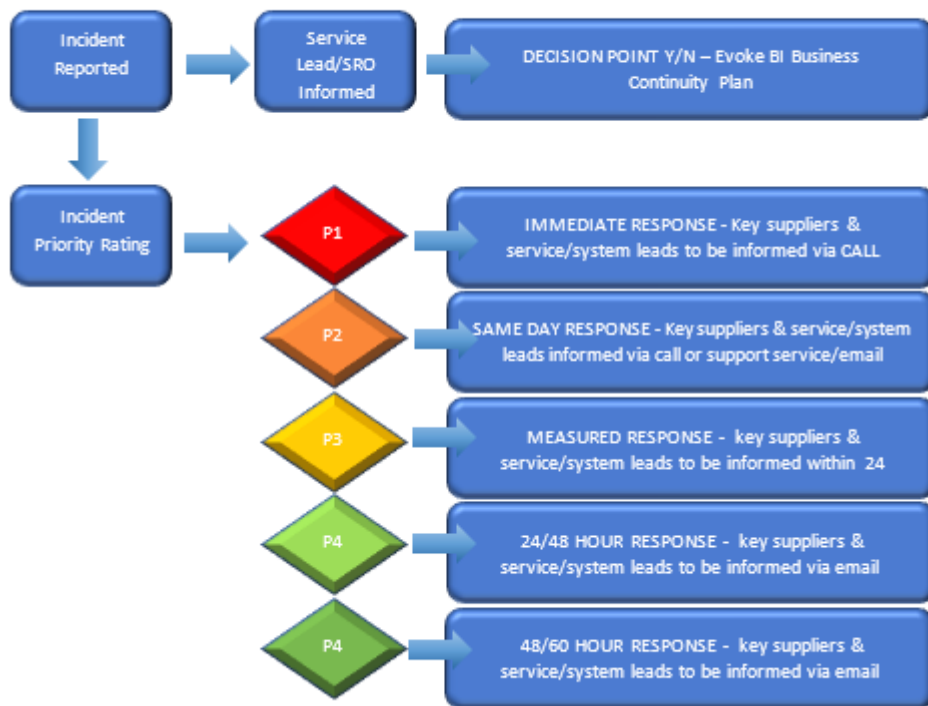 Incident
Reported
Service
Lead/SRO
Informed
DECISION POINT Y/N – Evoke BI Business
Continuity Plan
Incident
Priority Rating
P1
IMMEDIATE RESPONSE - Key suppliers &
service/system leads to be informed via CALL
P2
SAME DAY RESPONSE - Key suppliers & service/system
leads informed via call or support service/email
P3
MEASURED RESPONSE - key suppliers &
service/system leads to be informed within 24
P4
24/48 HOUR RESPONSE - key suppliers &
service/system leads to be informed via email
P4
48/60 HOUR RESPONSE - key suppliers &
service/system leads to be informed via email